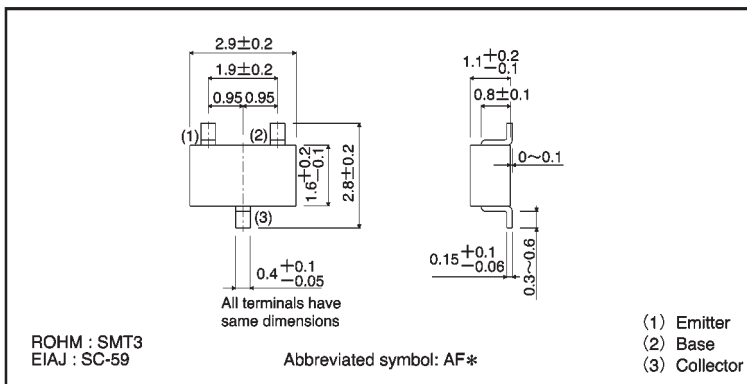 2.9±0.2
1.9±0.2
0.95 0.95
(1) (2)
1.6+0.2−0.1
2.8±0.2
(3)
0.4+0.1−0.05
All terminals have
same dimensions
1.1+0.2−0.1
0.8±0.1
0~0.1
0.15+0.1−0.06
0.3~0.6
ROHM : SMT3
EIAJ : SC-59
Abbreviated symbol: AF*
(1) Emitter
(2) Base
(3) Collector